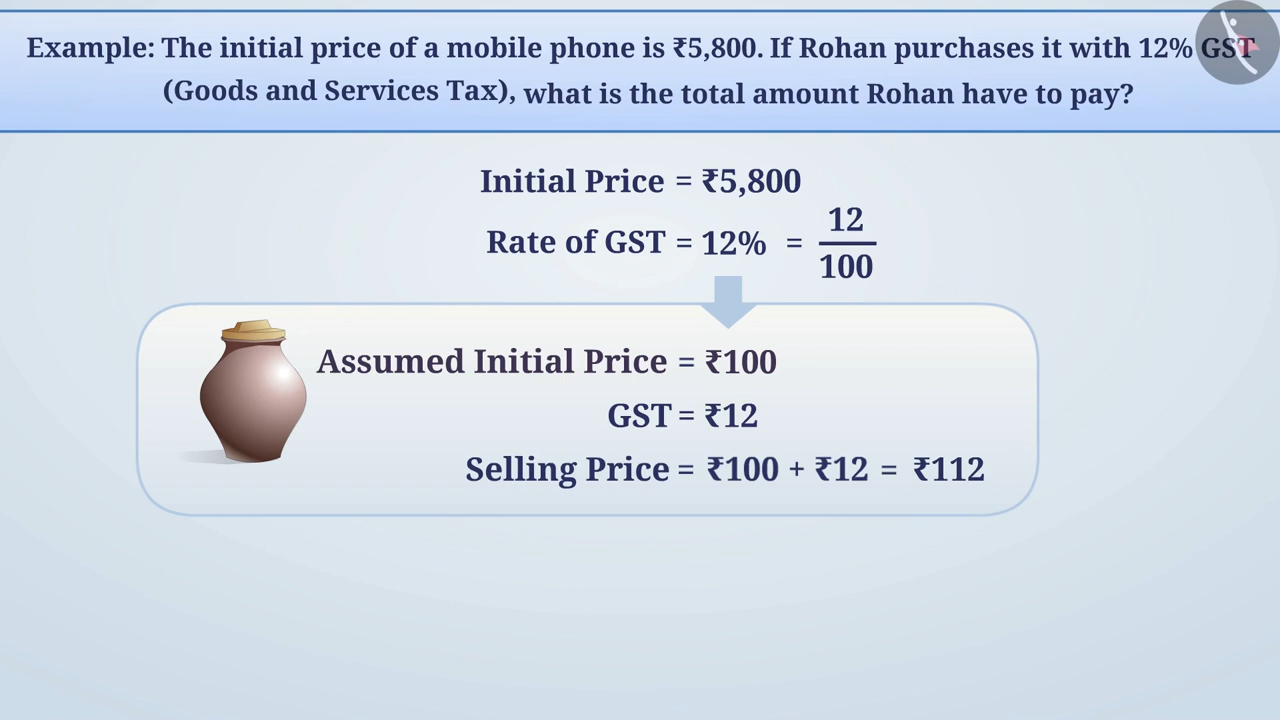 Example: The initial price of a mobile phone is ₹5,800. If Rohan purchases it with 12% GST
(Goods and Services Tax), what is the total amount Rohan have to pay?
Initial Price = ₹5,800
Rate of GST = 12% = 12/100
Assumed Initial Price = ₹100
GST = ₹12
Selling Price = ₹100 + ₹12 = ₹112